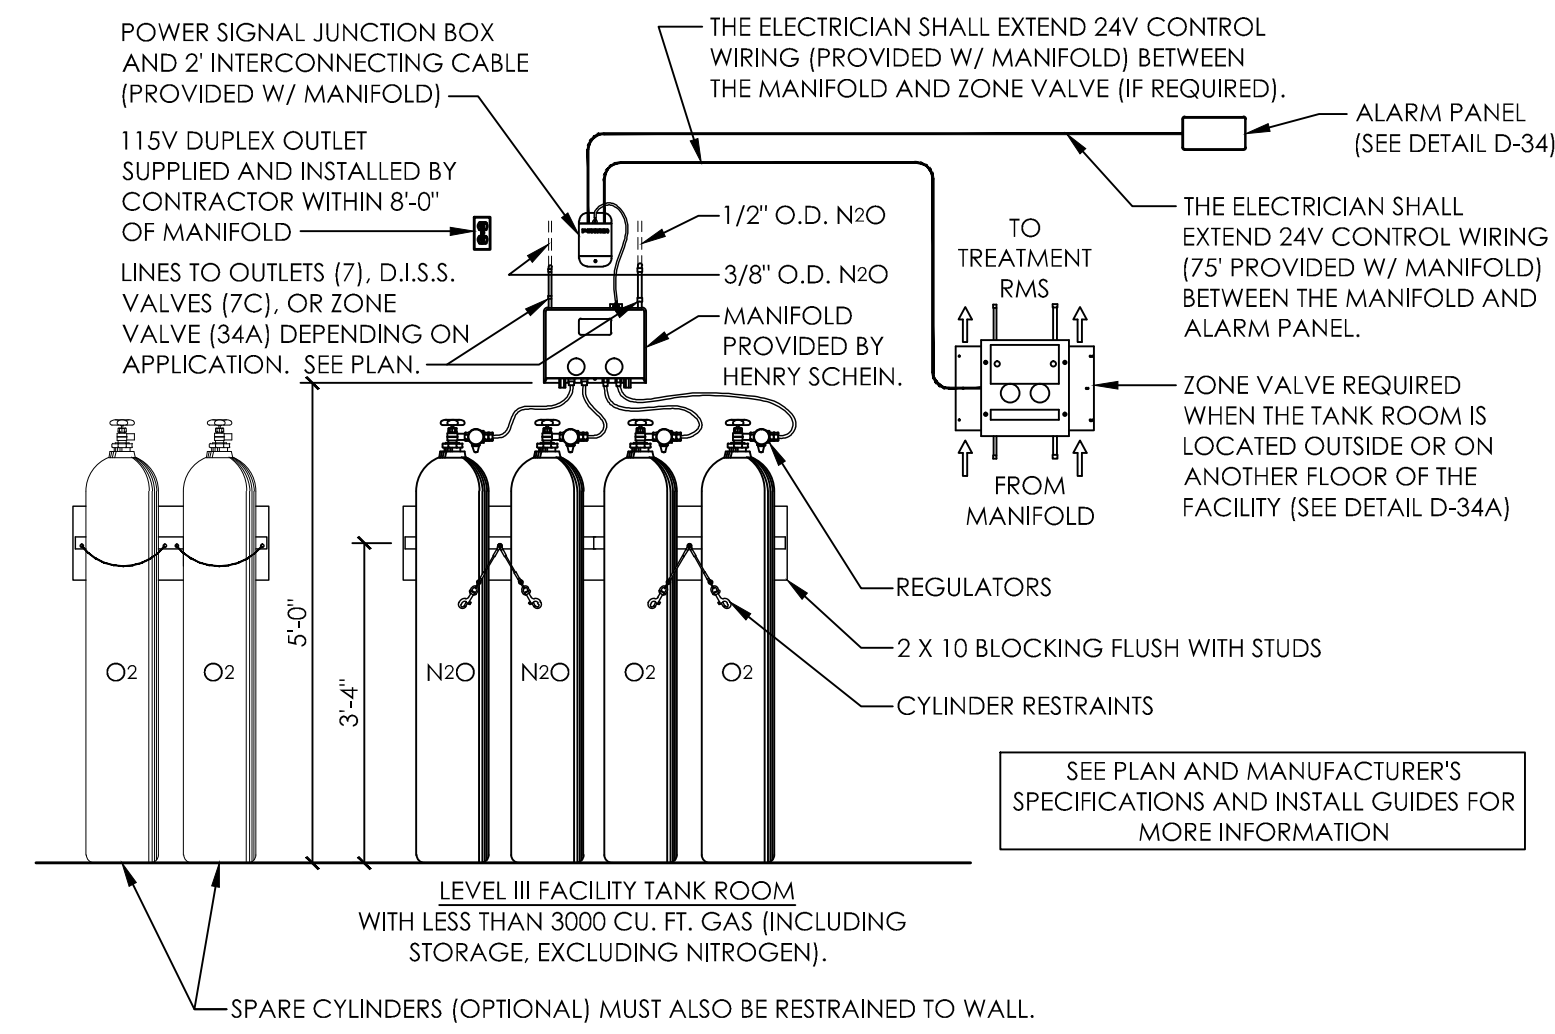 POWER SIGNAL JUNCTION BOX
AND 2' INTERCONNECTING CABLE
(PROVIDED W/ MANIFOLD)
THE ELECTRICIAN SHALL EXTEND 24V CONTROL
WIRING (PROVIDED W/ MANIFOLD) BETWEEN
THE MANIFOLD AND ZONE VALVE (IF REQUIRED).
ALARM PANEL
(SEE DETAIL D-34)
115V DUPLEX OUTLET
SUPPLIED AND INSTALLED BY
CONTRACTOR WITHIN 8'-0"
OF MANIFOLD
1/2" O.D. N2O
3/8" O.D. N2O
LINES TO OUTLETS (7), D.I.S.S.
VALVES (7C), OR ZONE
VALVE (34A) DEPENDING ON
APPLICATION. SEE PLAN.
MANIFOLD
PROVIDED BY
HENRY SCHEIN.
TO
TREATMENT
RMS
THE ELECTRICIAN SHALL
EXTEND 24V CONTROL WIRING
(75' PROVIDED W/ MANIFOLD)
BETWEEN THE MANIFOLD AND
ALARM PANEL.
FROM
MANIFOLD
ZONE VALVE REQUIRED
WHEN THE TANK ROOM IS
LOCATED OUTSIDE OR ON
ANOTHER FLOOR OF THE
FACILITY (SEE DETAIL D-34A)
REGULATORS
2 X 10 BLOCKING FLUSH WITH STUDS
CYLINDER RESTRAINTS
5'-0"
3'-4"
O2
O2
N2O
N2O
O2
O2
SEE PLAN AND MANUFACTURER'S
SPECIFICATIONS AND INSTALL GUIDES FOR
MORE INFORMATION
LEVEL III FACILITY TANK ROOM
WITH LESS THAN 3000 CU. FT. GAS (INCLUDING
STORAGE, EXCLUDING NITROGEN).
SPARE CYLINDERS (OPTIONAL) MUST ALSO BE RESTRAINED TO WALL.